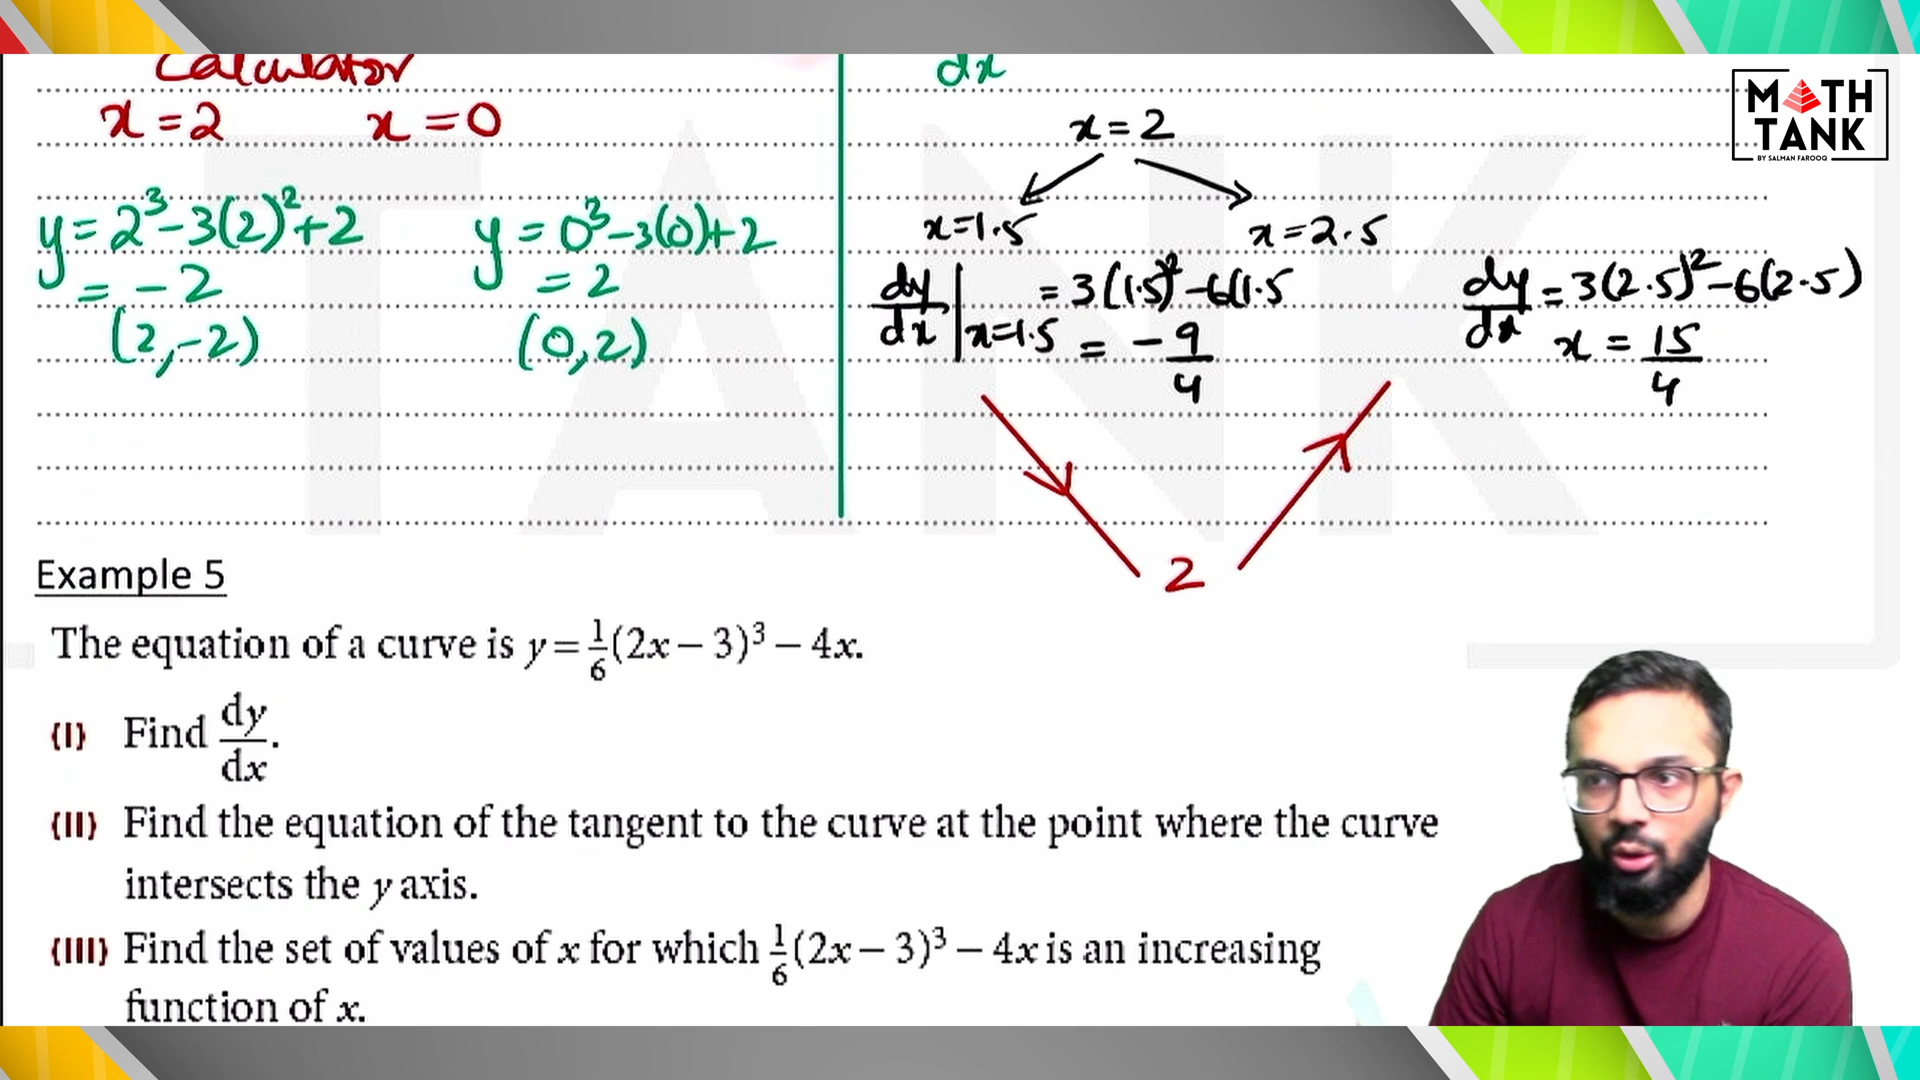 Calculator
x = 2 x = 0
y = 2³ - 3(2)² + 2
= -2
(2, -2)
y = 0³ - 3(0) + 2
= 2
(0, 2)
dx
x = 2
x = 1.5
x = 2.5
dy/dx | x=1.5 = 3(1.5)² - 6(1.5
= -9/4
dy/dx = 3(2.5)² - 6(2.5)
x = 15/4
2
MATH
TANK
BY SALMAN FAROOQ
TANK
Example 5
The equation of a curve is y = 1/6(2x – 3)³ – 4x.
(I) Find dy/dx.
(II) Find the equation of the tangent to the curve at the point where the curve
intersects the y axis.
(III) Find the set of values of x for which 1/6(2x – 3)³ – 4x is an increasing
function of x.